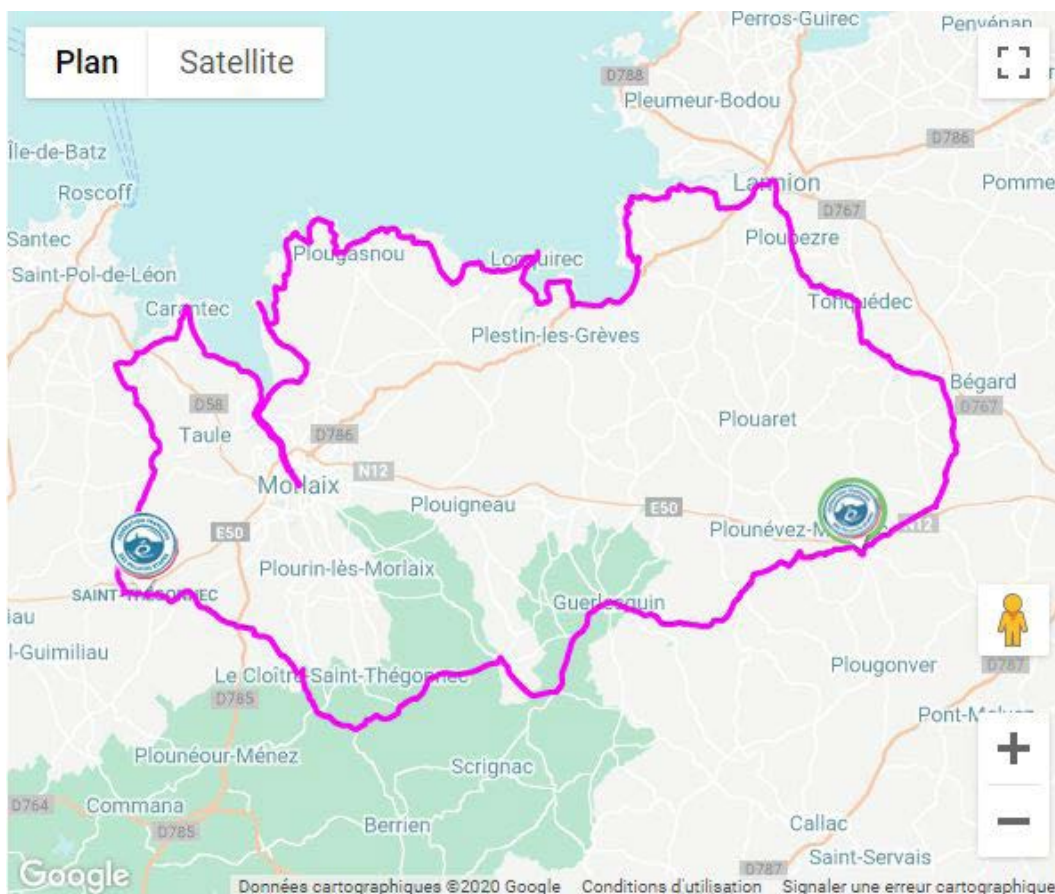 Perros-Guirec
Penvénan
Plan
Satellite
D788
Pleumeur-Bodou
D786
Île-de-Batz
Roscoff
Lannion
Pomme
D767
Santec
Ploubezre
Plougasnou
Locquirec
Saint-Pol-de-Léon
Carantec
Tonquédec
Plestin-les-Grèves
Bégard
D58
D767
Plouaret
Taule
D786
N12
Morlaix
Plouigneau
E50
E50
Plounévez-M
N12
Plourin-lès-Morlaix
SAINT-THÉGONNEC
Guerlesquin
iau
l-Guimiliau
Plougonver
D787
Le Cloître-Saint-Thégonnec
D785
Pont-Melvez
Plounéour-Ménez
Scrignac
D764
Commana
D785
Berrien
Callac
Saint-Servais
D787
Google
Données cartographiques ©2020 Google Conditions d'utilisation Signaler une erreur cartographique